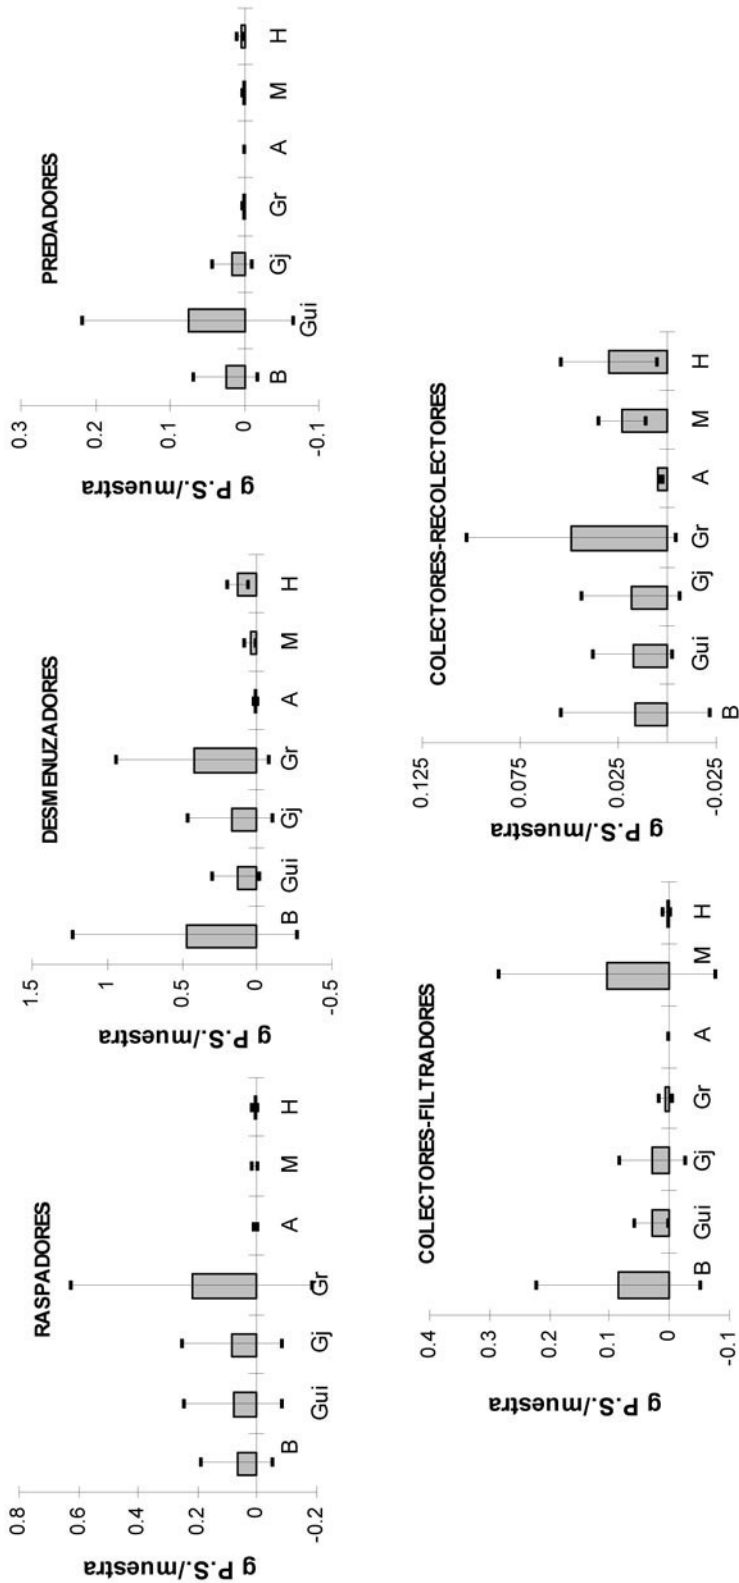 RASPADORES
g P.S./muestra
0.8
0.6
0.4
0.2
0
-0.2
B Gui Gj Gr A M H
DESMENUZADORES
g P.S./muestra
1.5
1
0.5
0
-0.5
B Gui Gj Gr A M H
PREDADORES
g P.S./muestra
0.3
0.2
0.1
0
-0.1
B Gui Gj Gr A M H
COLECTORES-FILTRADORES
g P.S./muestra
0.4
0.3
0.2
0.1
0
-0.1
B Gui Gj Gr A M H
COLECTORES-RECOLECTORES
g P.S./muestra
0.125
0.075
0.025
-0.025
B Gui Gj Gr A M H